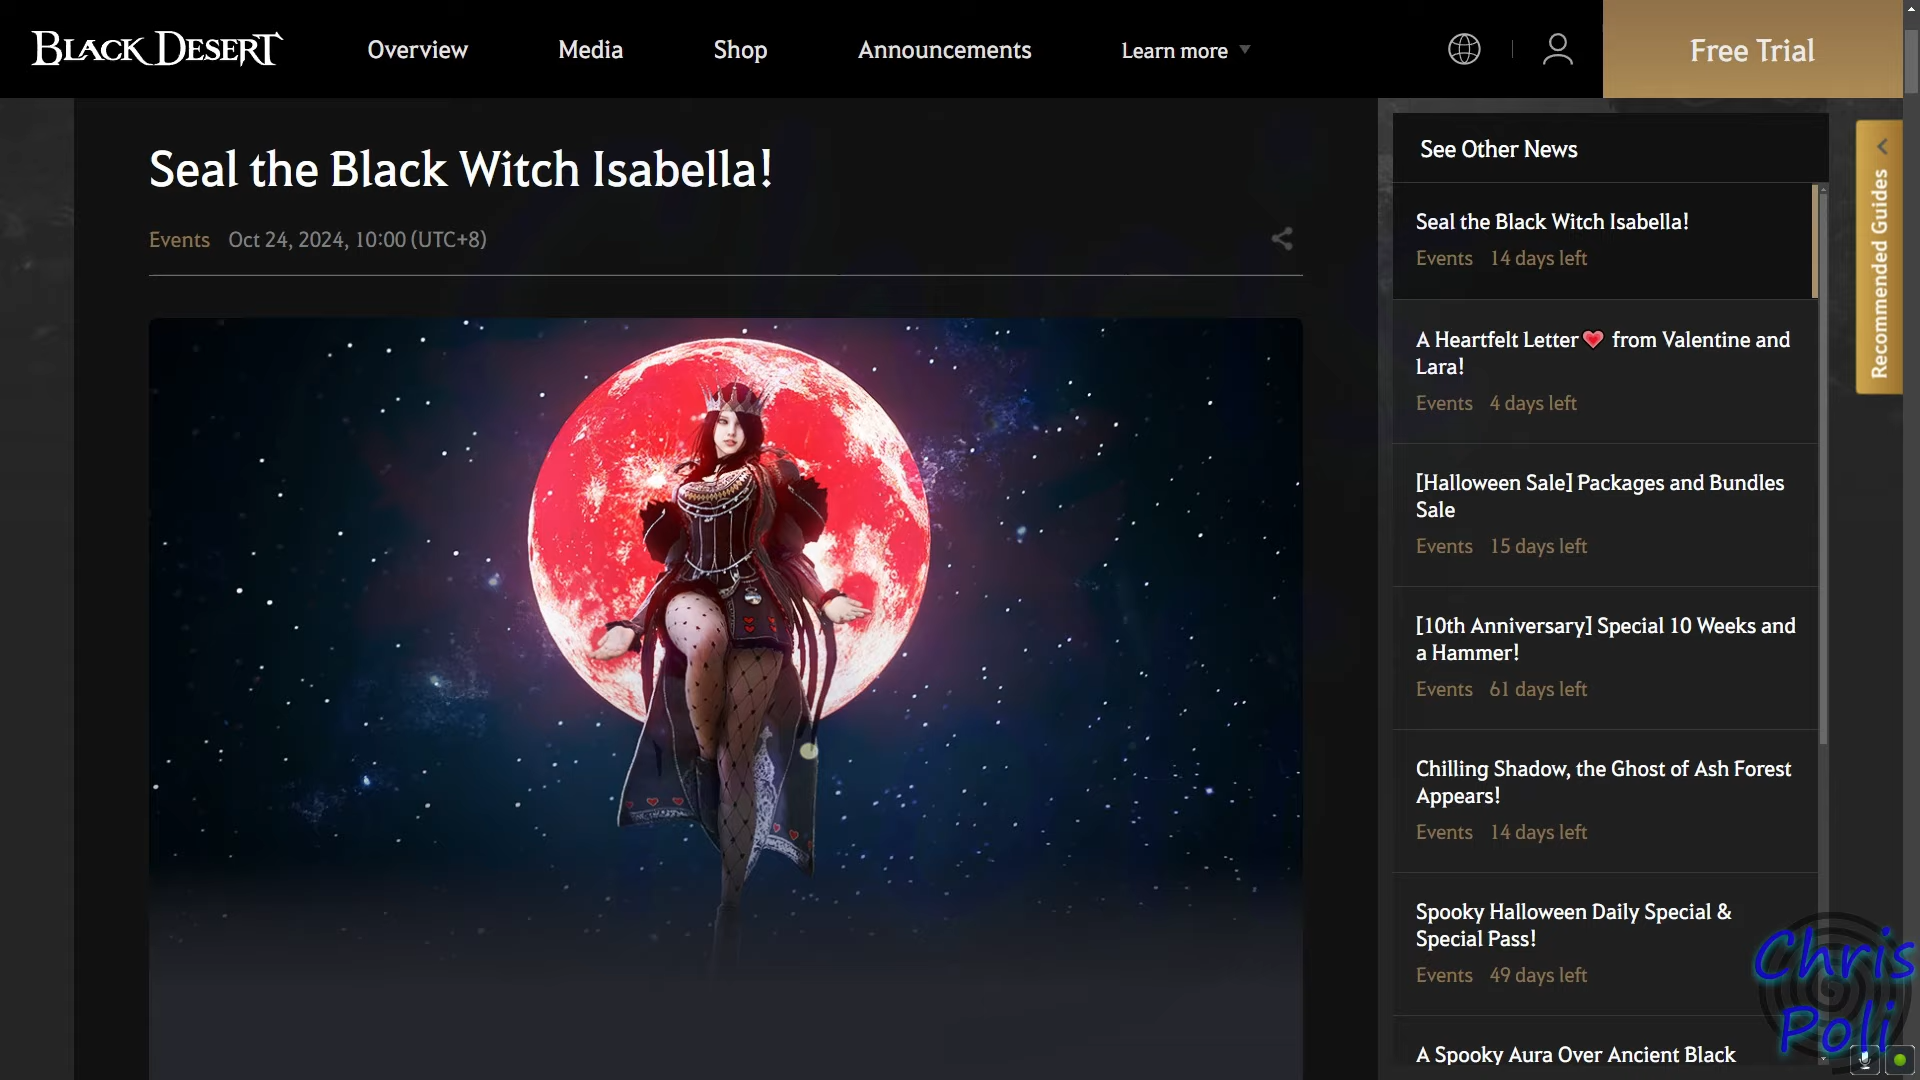 BLACK DESERT
Overview
Media
Shop
Announcements
Learn more
Free Trial
Seal the Black Witch Isabella!
Events Oct 24, 2024, 10:00 (UTC+8)
See Other News
Seal the Black Witch Isabella!
Events 14 days left
A Heartfelt Letter❤️ from Valentine and
Lara!
Events 4 days left
[Halloween Sale] Packages and Bundles
Sale
Events 15 days left
[10th Anniversary] Special 10 Weeks and
a Hammer!
Events 61 days left
Chilling Shadow, the Ghost of Ash Forest
Appears!
Events 14 days left
Spooky Halloween Daily Special &
Special Pass!
Events 49 days left
A Spooky Aura Over Ancient Black
Recommended Guides
Chris
Poli